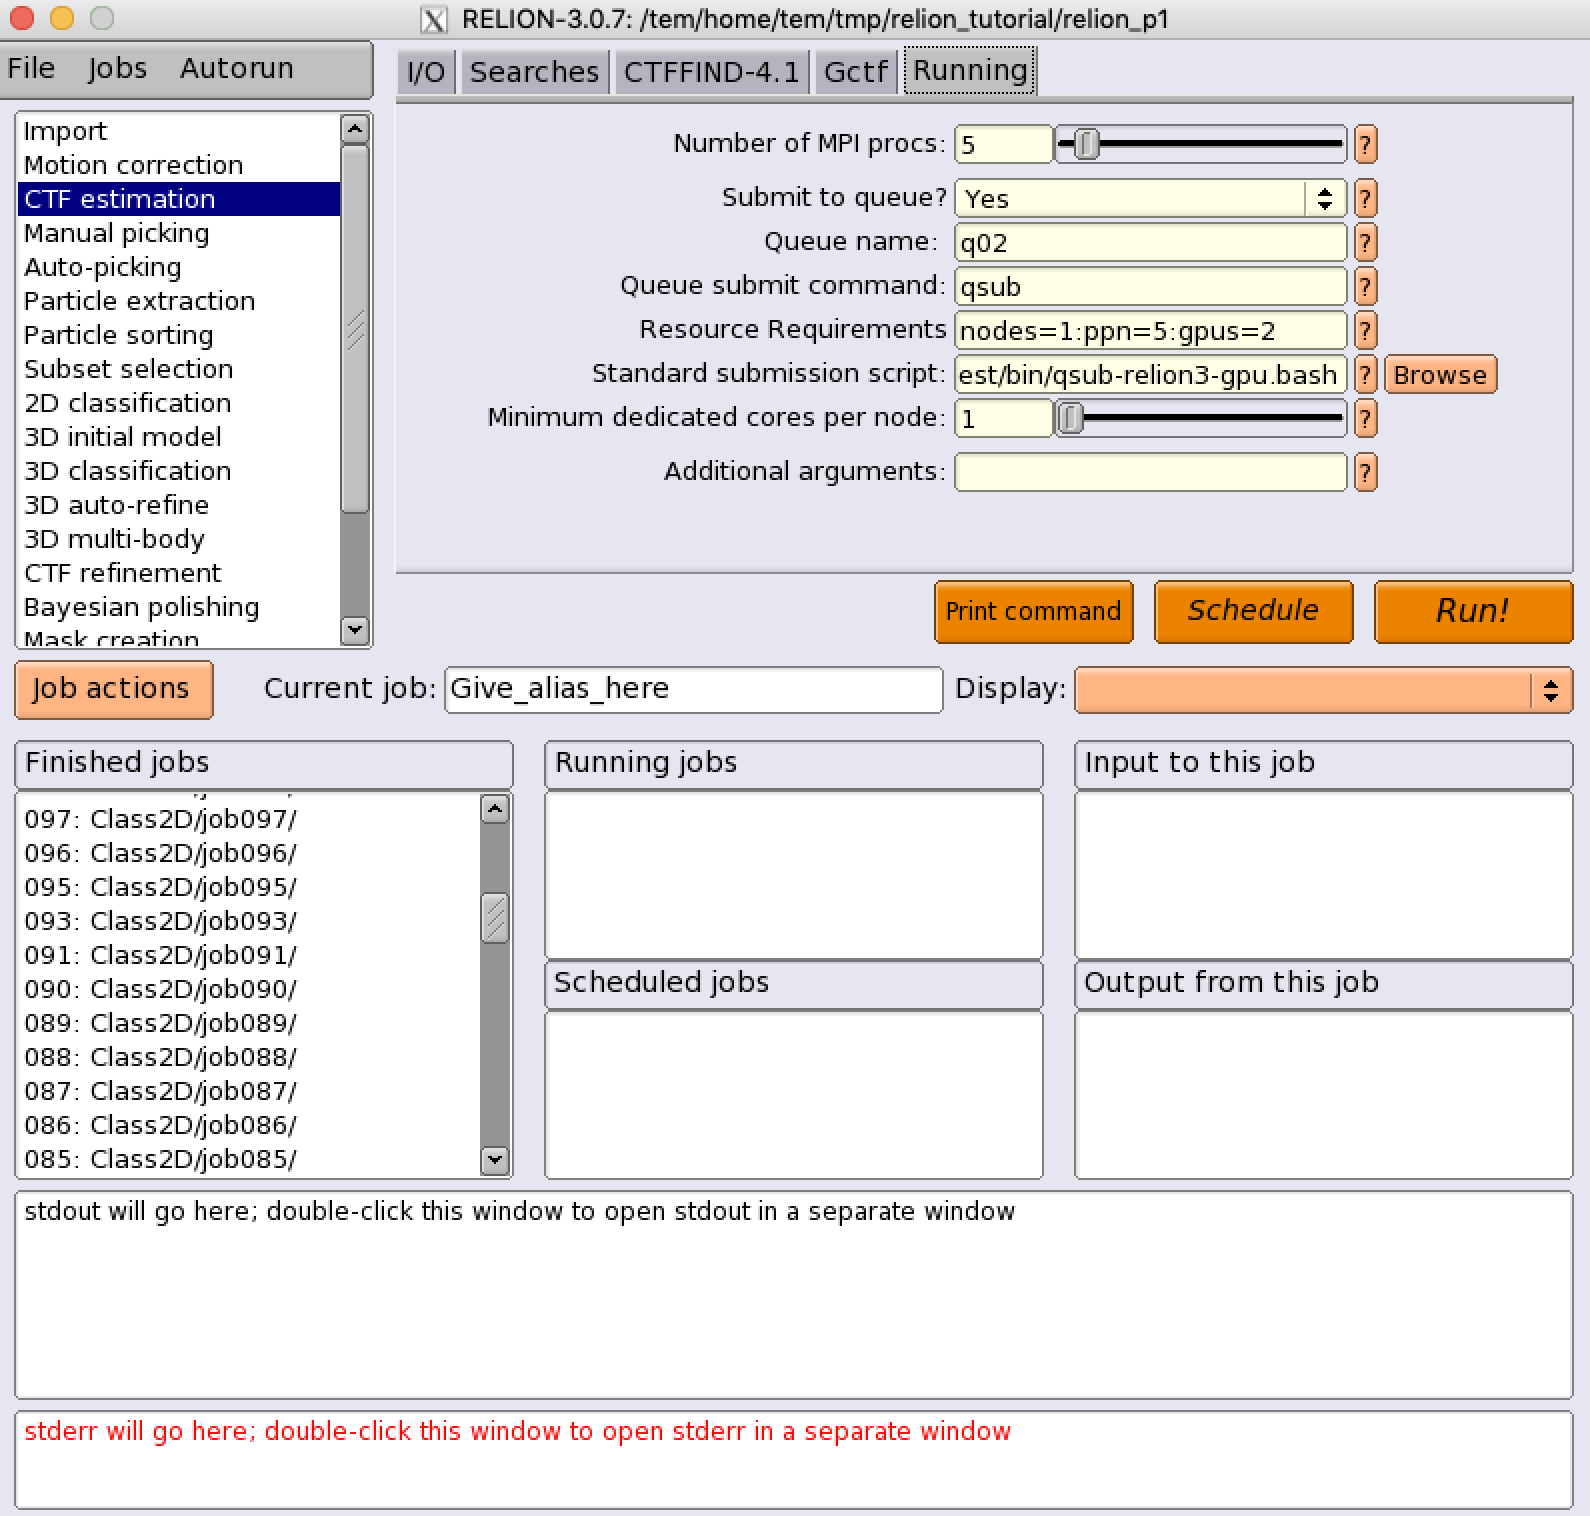 RELION-3.0.7: /tem/home/tem/tmp/relion_tutorial/relion_p1
File Jobs Autorun
I/O Searches CTFFIND-4.1 Gctf Running
Import
Motion correction
CTF estimation
Manual picking
Auto-picking
Particle extraction
Particle sorting
Subset selection
2D classification
3D initial model
3D classification
3D auto-refine
3D multi-body
CTF refinement
Bayesian polishing
Mask creation
Number of MPI procs: 5 ?
Submit to queue? Yes ?
Queue name: q02 ?
Queue submit command: qsub ?
Resource Requirements nodes=1:ppn=5:gpus=2 ?
Standard submission script: est/bin/qsub-relion3-gpu.bash ? Browse
Minimum dedicated cores per node: 1 ?
Additional arguments: ?
Print command Schedule Run!
Job actions Current job: Give_alias_here Display:
Finished jobs
097: Class2D/job097/
096: Class2D/job096/
095: Class2D/job095/
093: Class2D/job093/
091: Class2D/job091/
090: Class2D/job090/
089: Class2D/job089/
088: Class2D/job088/
087: Class2D/job087/
086: Class2D/job086/
085: Class2D/job085/
Running jobs
Scheduled jobs
Input to this job
Output from this job
stdout will go here; double-click this window to open stdout in a separate window
stderr will go here; double-click this window to open stderr in a separate window